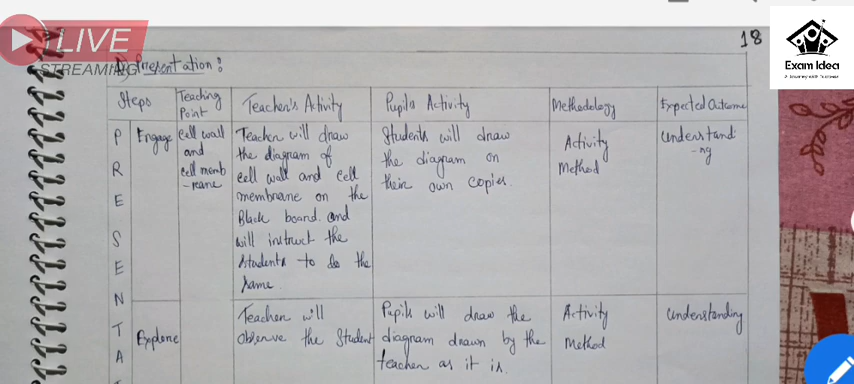 18
LIVE
STREAMING
Exam Idea
A Journey with Success
Presentation:
Steps
Teaching Point
Teacher's Activity
Pupils Activity
Methodology
Expected Outcome
PRESENTA
Engage
cell wall
and
cell memb
-rane
Teacher will draw
the diagram of
cell wall and cell
membrane on the
Black board. and
will instruct the
students to do the
same.
Students will draw
the diagram on
their own copies.
Activity
Method
Understand
-ng
Explore
Teacher will
observe the student
Pupils will draw the
diagram drawn by the
teacher as it is.
Activity
Method
Understanding